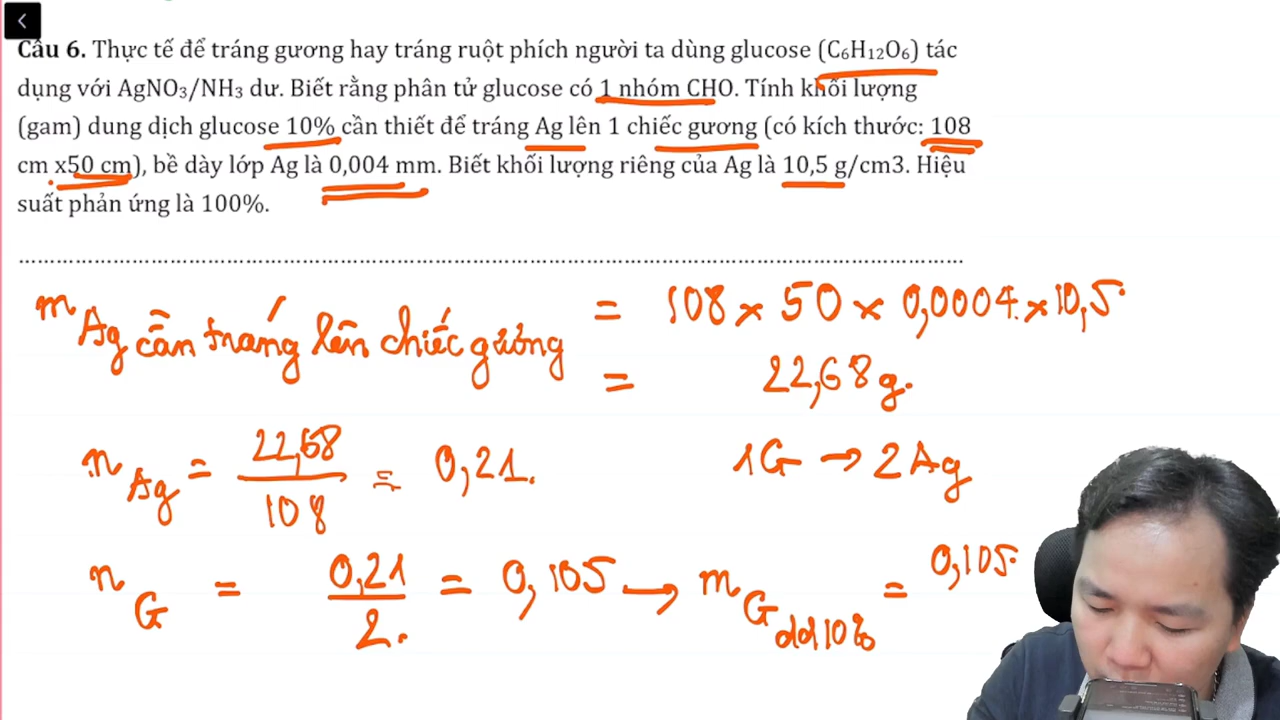 Câu 6. Thực tế để tráng gương hay tráng ruột phích người ta dùng glucose (C₆H₁₂O₆) tác
dụng với AgNO₃/NH₃ dư. Biết rằng phân tử glucose có 1 nhóm CHO. Tính khối lượng
(gam) dung dịch glucose 10% cần thiết để tráng Ag lên 1 chiếc gương (có kích thước: 108
cm x50 cm), bề dày lớp Ag là 0,004 mm. Biết khối lượng riêng của Ag là 10,5 g/cm3. Hiệu
suất phản ứng là 100%.
........................................................................................................................................................
m Ag cần tráng lên chiếc gương = 108 × 50 × 0,0004 × 10,5
= 22,68 g.
n Ag = 22,68 / 108 = 0,21. 1G → 2Ag
n G = 0,21 / 2 = 0,105 → m G dd 10% = 0,105.